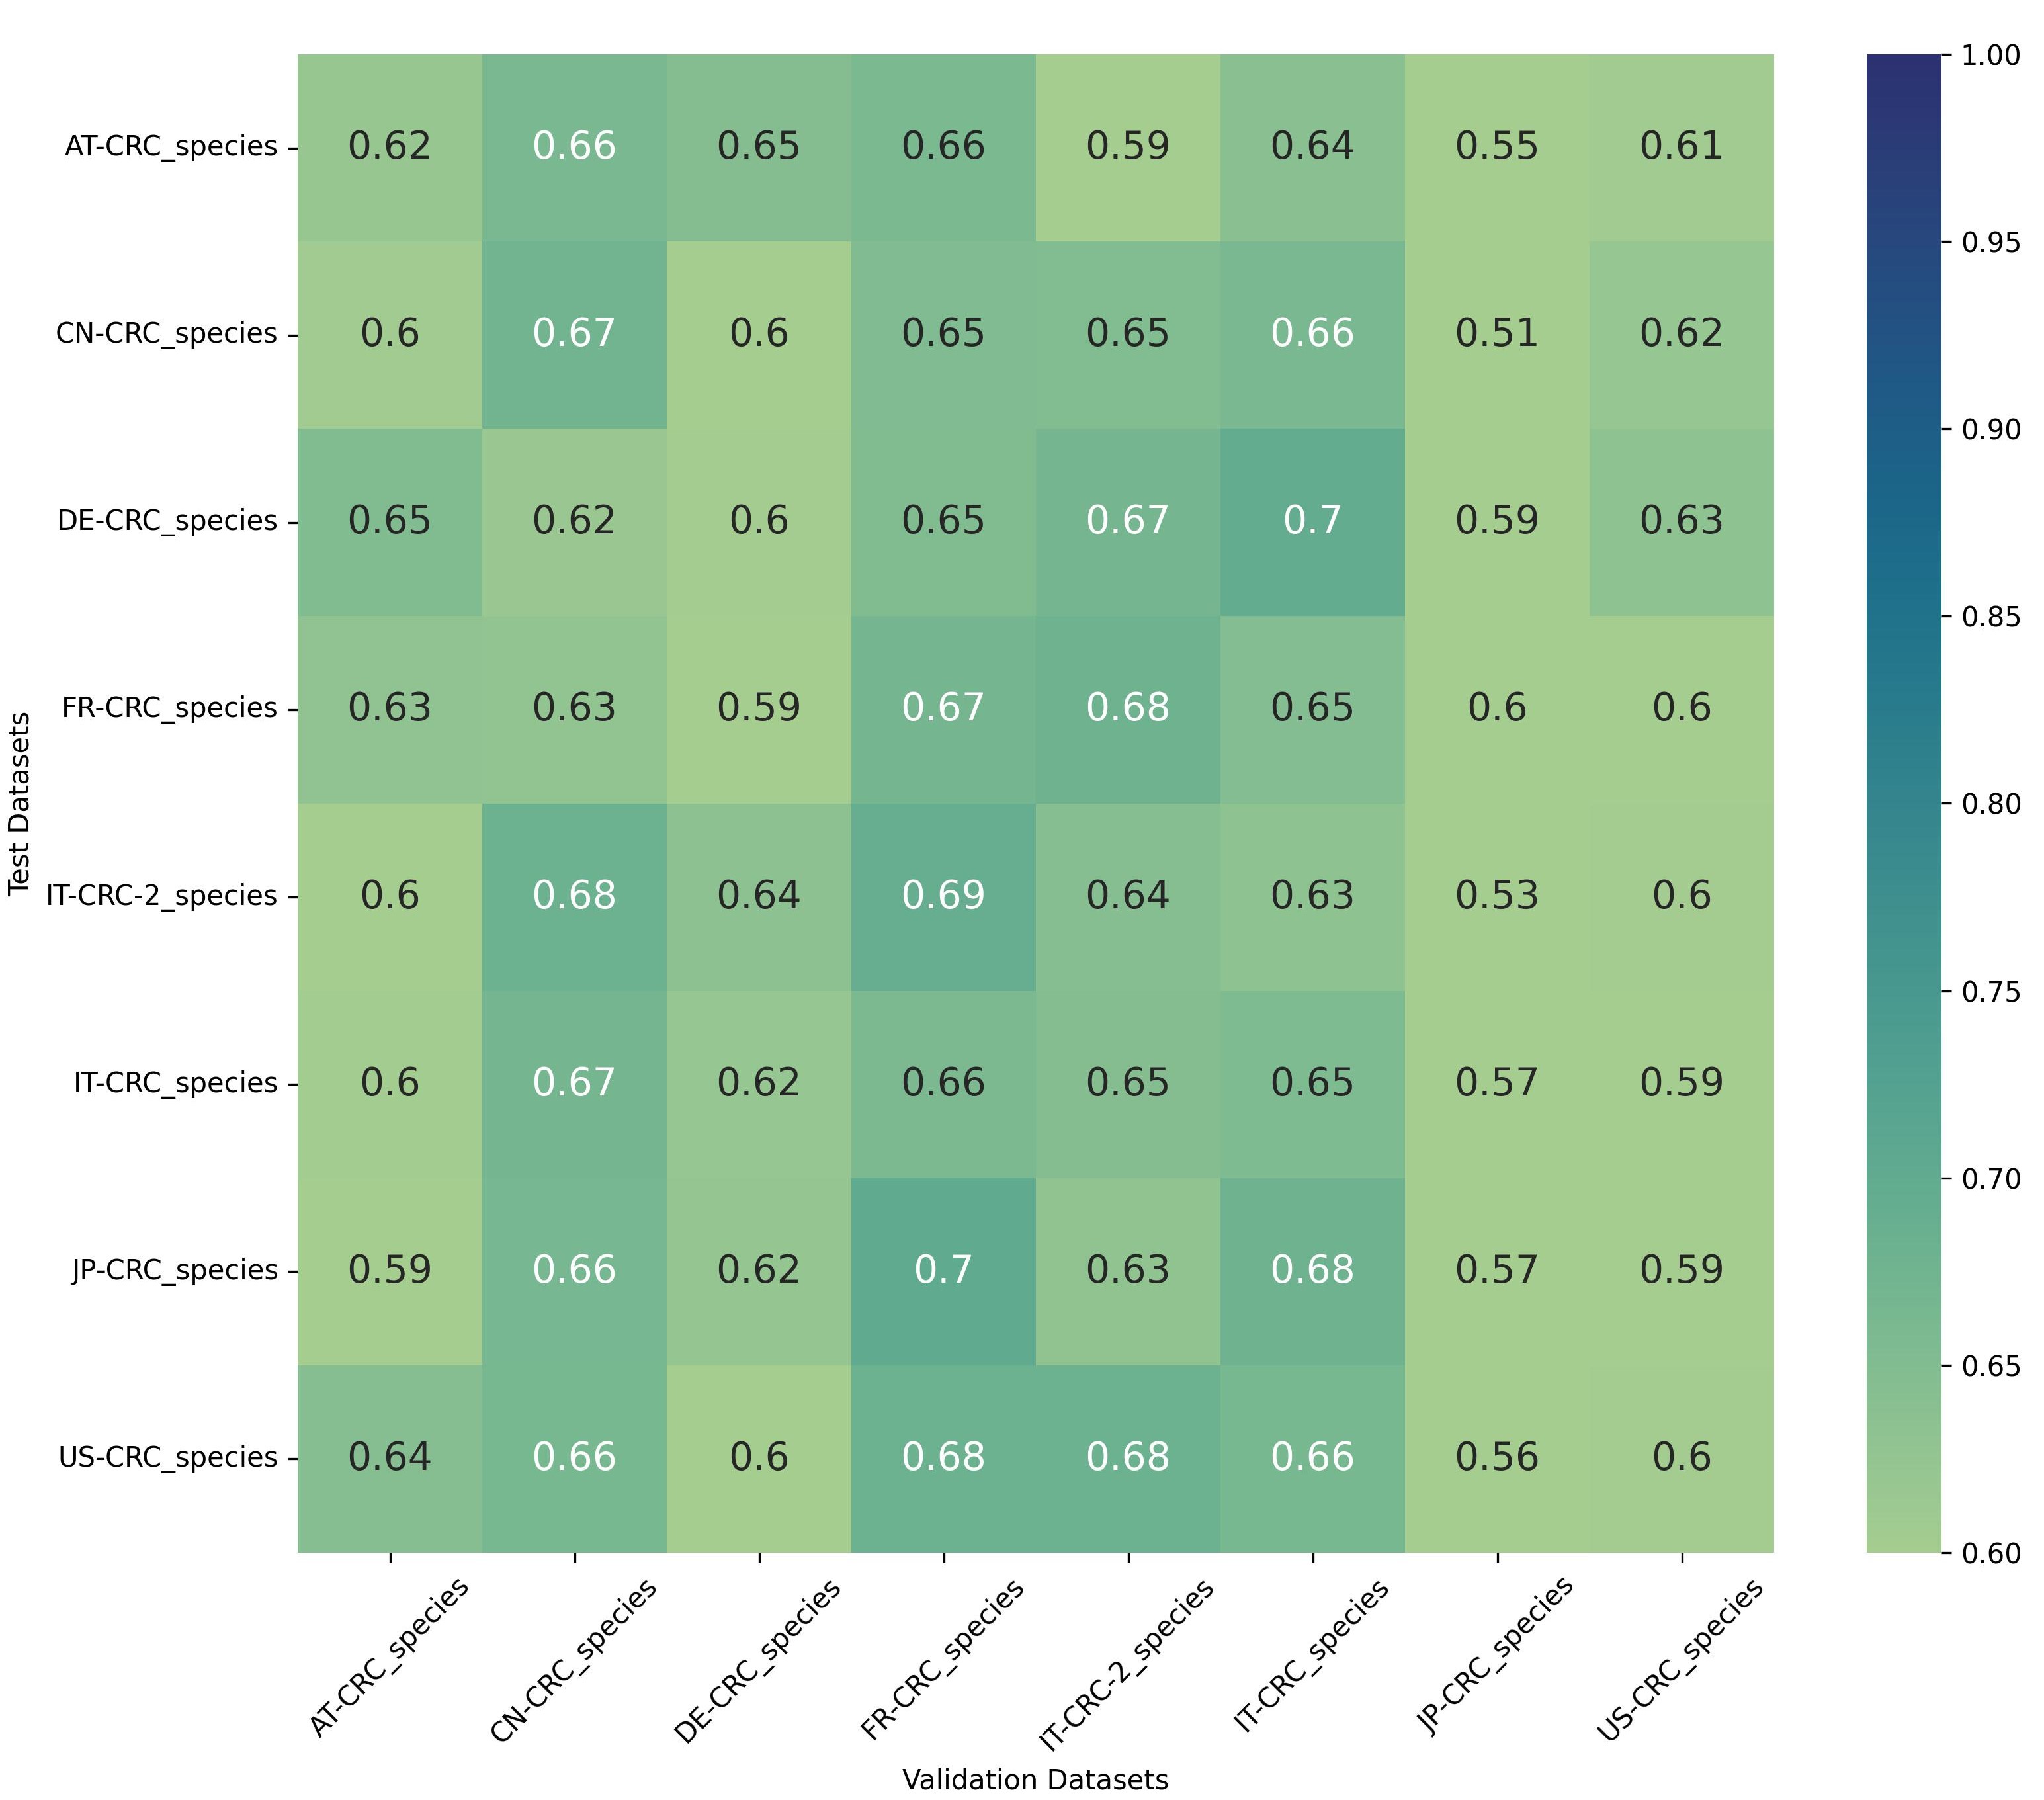 AT-CRC_species 0.62 0.66 0.65 0.66 0.59 0.64 0.55 0.61
CN-CRC_species 0.6 0.67 0.6 0.65 0.65 0.66 0.51 0.62
DE-CRC_species 0.65 0.62 0.6 0.65 0.67 0.7 0.59 0.63
FR-CRC_species 0.63 0.63 0.59 0.67 0.68 0.65 0.6 0.6
IT-CRC-2_species 0.6 0.68 0.64 0.69 0.64 0.63 0.53 0.6
IT-CRC_species 0.6 0.67 0.62 0.66 0.65 0.65 0.57 0.59
JP-CRC_species 0.59 0.66 0.62 0.7 0.63 0.68 0.57 0.59
US-CRC_species 0.64 0.66 0.6 0.68 0.68 0.66 0.56 0.6
Test Datasets
AT-CRC_species
CN-CRC_species
DE-CRC_species
FR-CRC_species
IT-CRC-2_species
IT-CRC_species
JP-CRC_species
US-CRC_species
Validation Datasets
1.00
0.95
0.90
0.85
0.80
0.75
0.70
0.65
0.60